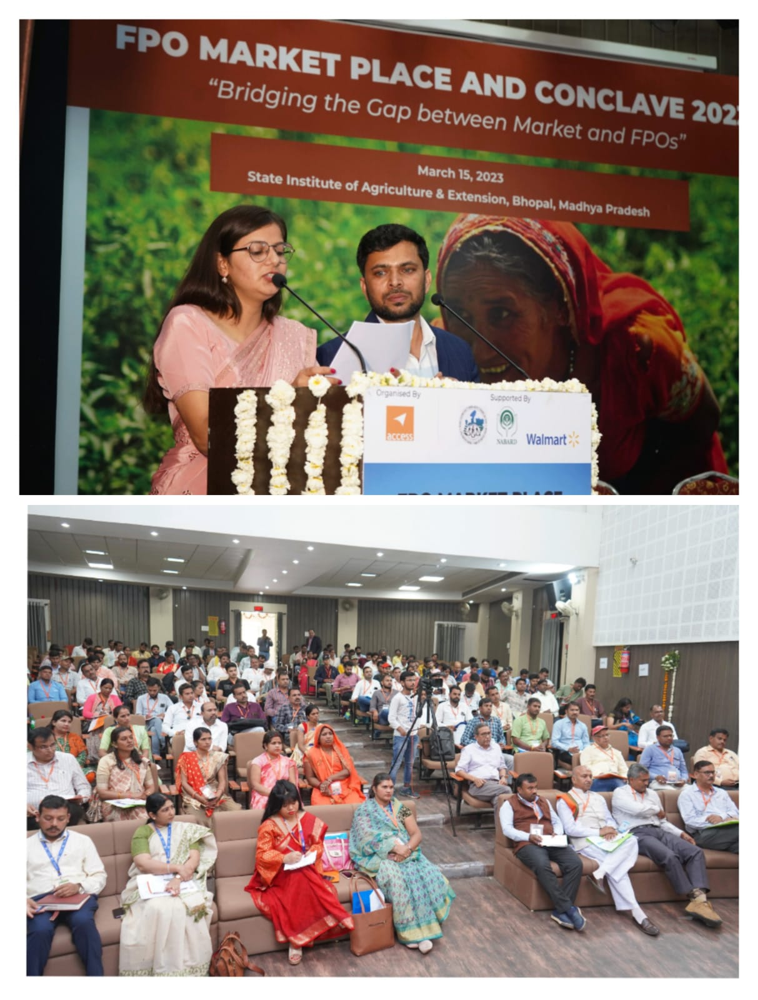 FPO MARKET PLACE AND CONCLAVE 202
“Bridging the Gap between Market and FPOs”
March 15, 2023
State Institute of Agriculture & Extension, Bhopal, Madhya Pradesh
Organised By
Supported By
access
NABARD
Walmart
FPO MARKET PLACE